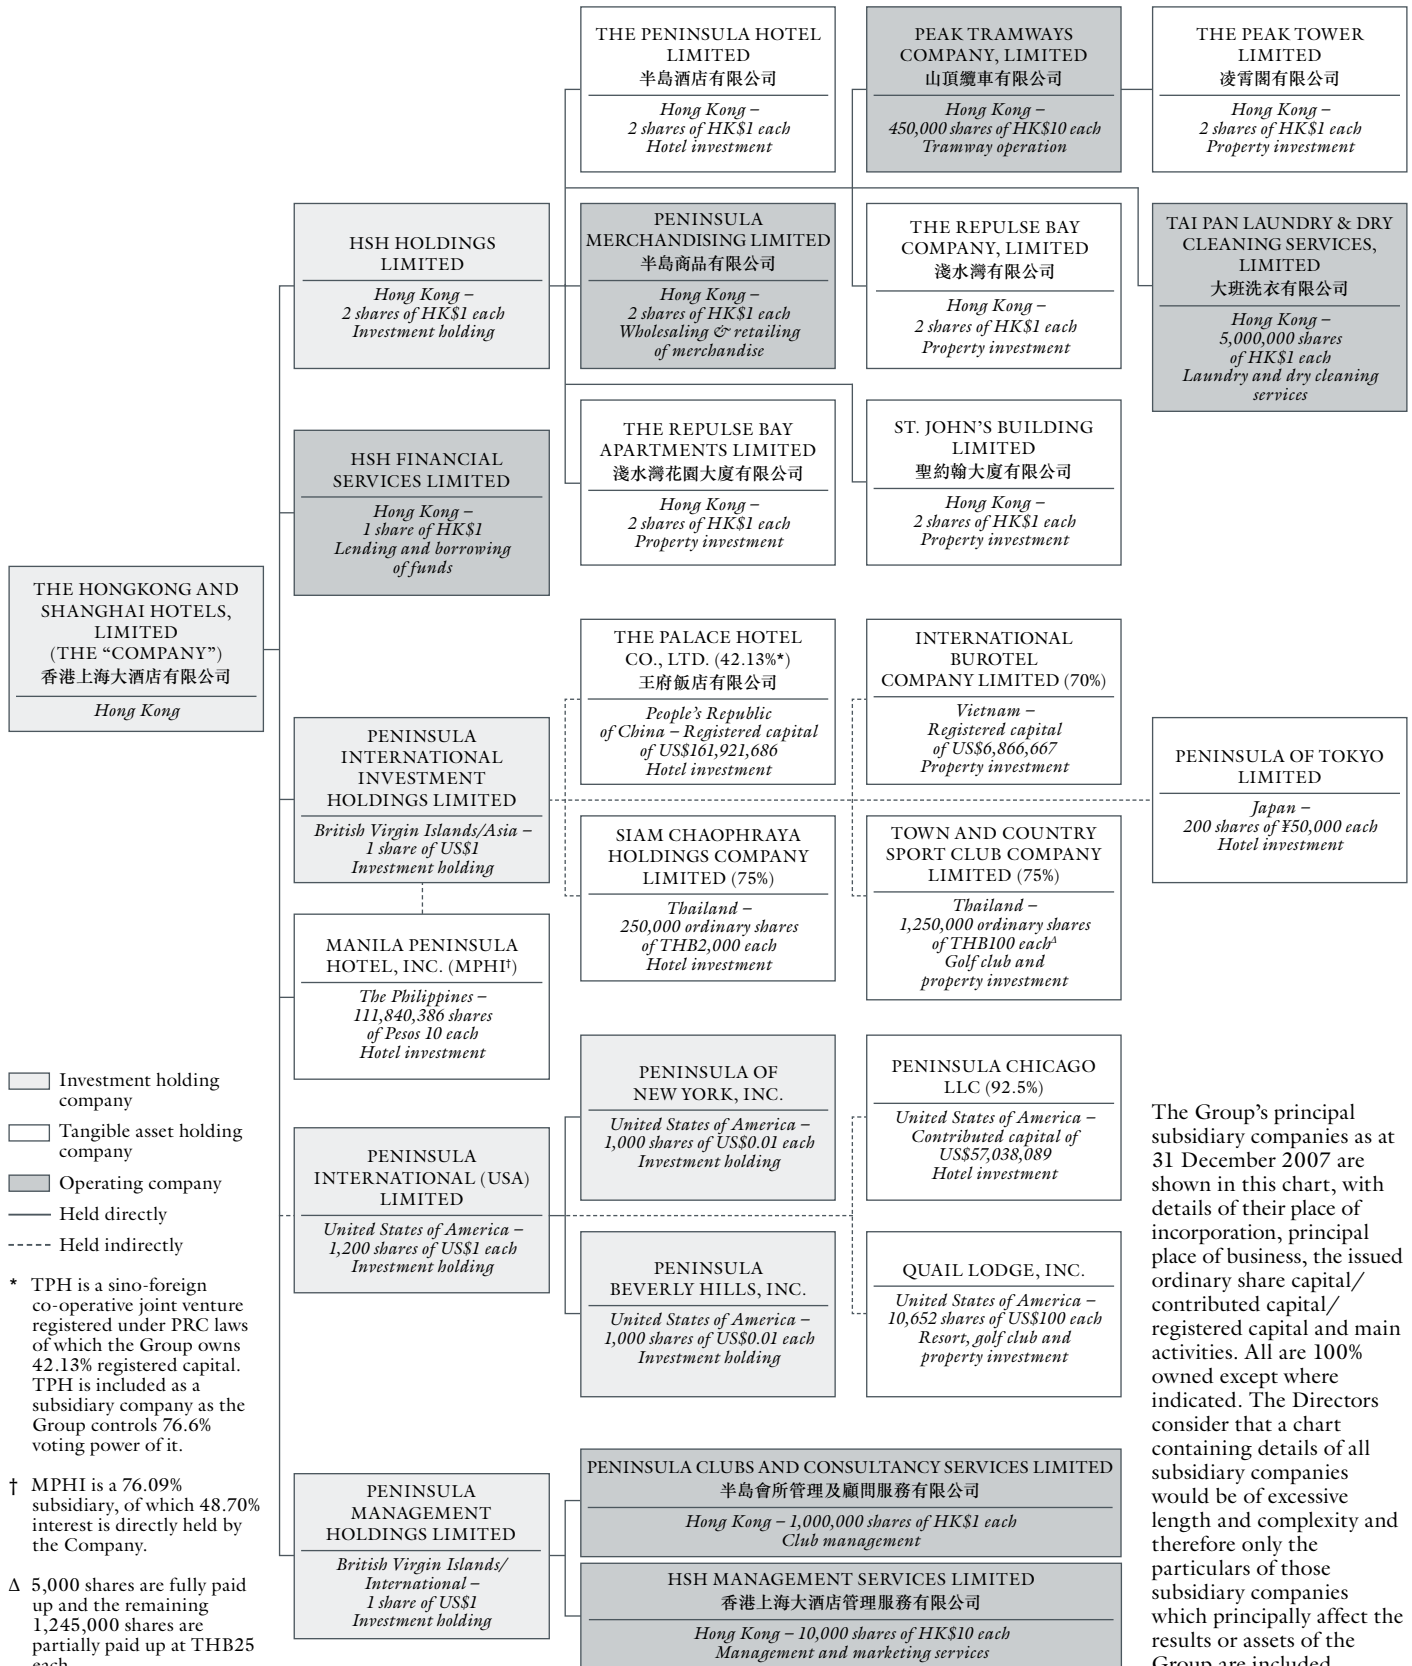 THE PENINSULA HOTEL
LIMITED
半島酒店有限公司
Hong Kong –
2 shares of HK$1 each
Hotel investment
PEAK TRAMWAYS
COMPANY, LIMITED
山頂纜車有限公司
Hong Kong –
450,000 shares of HK$10 each
Tramway operation
THE PEAK TOWER
LIMITED
凌霄閣有限公司
Hong Kong –
2 shares of HK$1 each
Property investment
HSH HOLDINGS
LIMITED
Hong Kong –
2 shares of HK$1 each
Investment holding
PENINSULA
MERCHANDISING LIMITED
半島商品有限公司
Hong Kong –
2 shares of HK$1 each
Wholesaling & retailing
of merchandise
THE REPULSE BAY
COMPANY, LIMITED
淺水灣有限公司
Hong Kong –
2 shares of HK$1 each
Property investment
TAI PAN LAUNDRY & DRY
CLEANING SERVICES,
LIMITED
大班洗衣有限公司
Hong Kong –
5,000,000 shares
of HK$1 each
Laundry and dry cleaning
services
HSH FINANCIAL
SERVICES LIMITED
Hong Kong –
1 share of HK$1
Lending and borrowing
of funds
THE REPULSE BAY
APARTMENTS LIMITED
淺水灣花園大廈有限公司
Hong Kong –
2 shares of HK$1 each
Property investment
ST. JOHN’S BUILDING
LIMITED
聖約翰大廈有限公司
Hong Kong –
2 shares of HK$1 each
Property investment
THE HONGKONG AND
SHANGHAI HOTELS,
LIMITED
(THE “COMPANY”)
香港上海大酒店有限公司
Hong Kong
THE PALACE HOTEL
CO., LTD. (42.13%*)
王府飯店有限公司
People’s Republic
of China – Registered capital
of US$161,921,686
Hotel investment
INTERNATIONAL
BUROTEL
COMPANY LIMITED (70%)
Vietnam –
Registered capital
of US$6,866,667
Property investment
PENINSULA
INTERNATIONAL
INVESTMENT
HOLDINGS LIMITED
British Virgin Islands/Asia –
1 share of US$1
Investment holding
PENINSULA OF TOKYO
LIMITED
Japan –
200 shares of ¥50,000 each
Hotel investment
SIAM CHAOPHRAYA
HOLDINGS COMPANY
LIMITED (75%)
Thailand –
250,000 ordinary shares
of THB2,000 each
Hotel investment
TOWN AND COUNTRY
SPORT CLUB COMPANY
LIMITED (75%)
Thailand –
1,250,000 ordinary shares
of THB100 eachΔ
Golf club and
property investment
MANILA PENINSULA
HOTEL, INC. (MPHI†)
The Philippines –
111,840,386 shares
of Pesos 10 each
Hotel investment
PENINSULA OF
NEW YORK, INC.
United States of America –
1,000 shares of US$0.01 each
Investment holding
PENINSULA CHICAGO
LLC (92.5%)
United States of America –
Contributed capital of
US$57,038,089
Hotel investment
PENINSULA
INTERNATIONAL (USA)
LIMITED
United States of America –
1,200 shares of US$1 each
Investment holding
PENINSULA
BEVERLY HILLS, INC.
United States of America –
1,000 shares of US$0.01 each
Investment holding
QUAIL LODGE, INC.
United States of America –
10,652 shares of US$100 each
Resort, golf club and
property investment
PENINSULA
MANAGEMENT
HOLDINGS LIMITED
British Virgin Islands/
International –
1 share of US$1
Investment holding
PENINSULA CLUBS AND CONSULTANCY SERVICES LIMITED
半島會所管理及顧問服務有限公司
Hong Kong – 1,000,000 shares of HK$1 each
Club management
HSH MANAGEMENT SERVICES LIMITED
香港上海大酒店管理服務有限公司
Hong Kong – 10,000 shares of HK$10 each
Management and marketing services
Investment holding
company
Tangible asset holding
company
Operating company
Held directly
Held indirectly
* TPH is a sino-foreign
co-operative joint venture
registered under PRC laws
of which the Group owns
42.13% registered capital.
TPH is included as a
subsidiary company as the
Group controls 76.6%
voting power of it.
† MPHI is a 76.09%
subsidiary, of which 48.70%
interest is directly held by
the Company.
Δ 5,000 shares are fully paid
up and the remaining
1,245,000 shares are
partially paid up at THB25
each
The Group’s principal
subsidiary companies as at
31 December 2007 are
shown in this chart, with
details of their place of
incorporation, principal
place of business, the issued
ordinary share capital/
contributed capital/
registered capital and main
activities. All are 100%
owned except where
indicated. The Directors
consider that a chart
containing details of all
subsidiary companies
would be of excessive
length and complexity and
therefore only the
particulars of those
subsidiary companies
which principally affect the
results or assets of the
Group are included